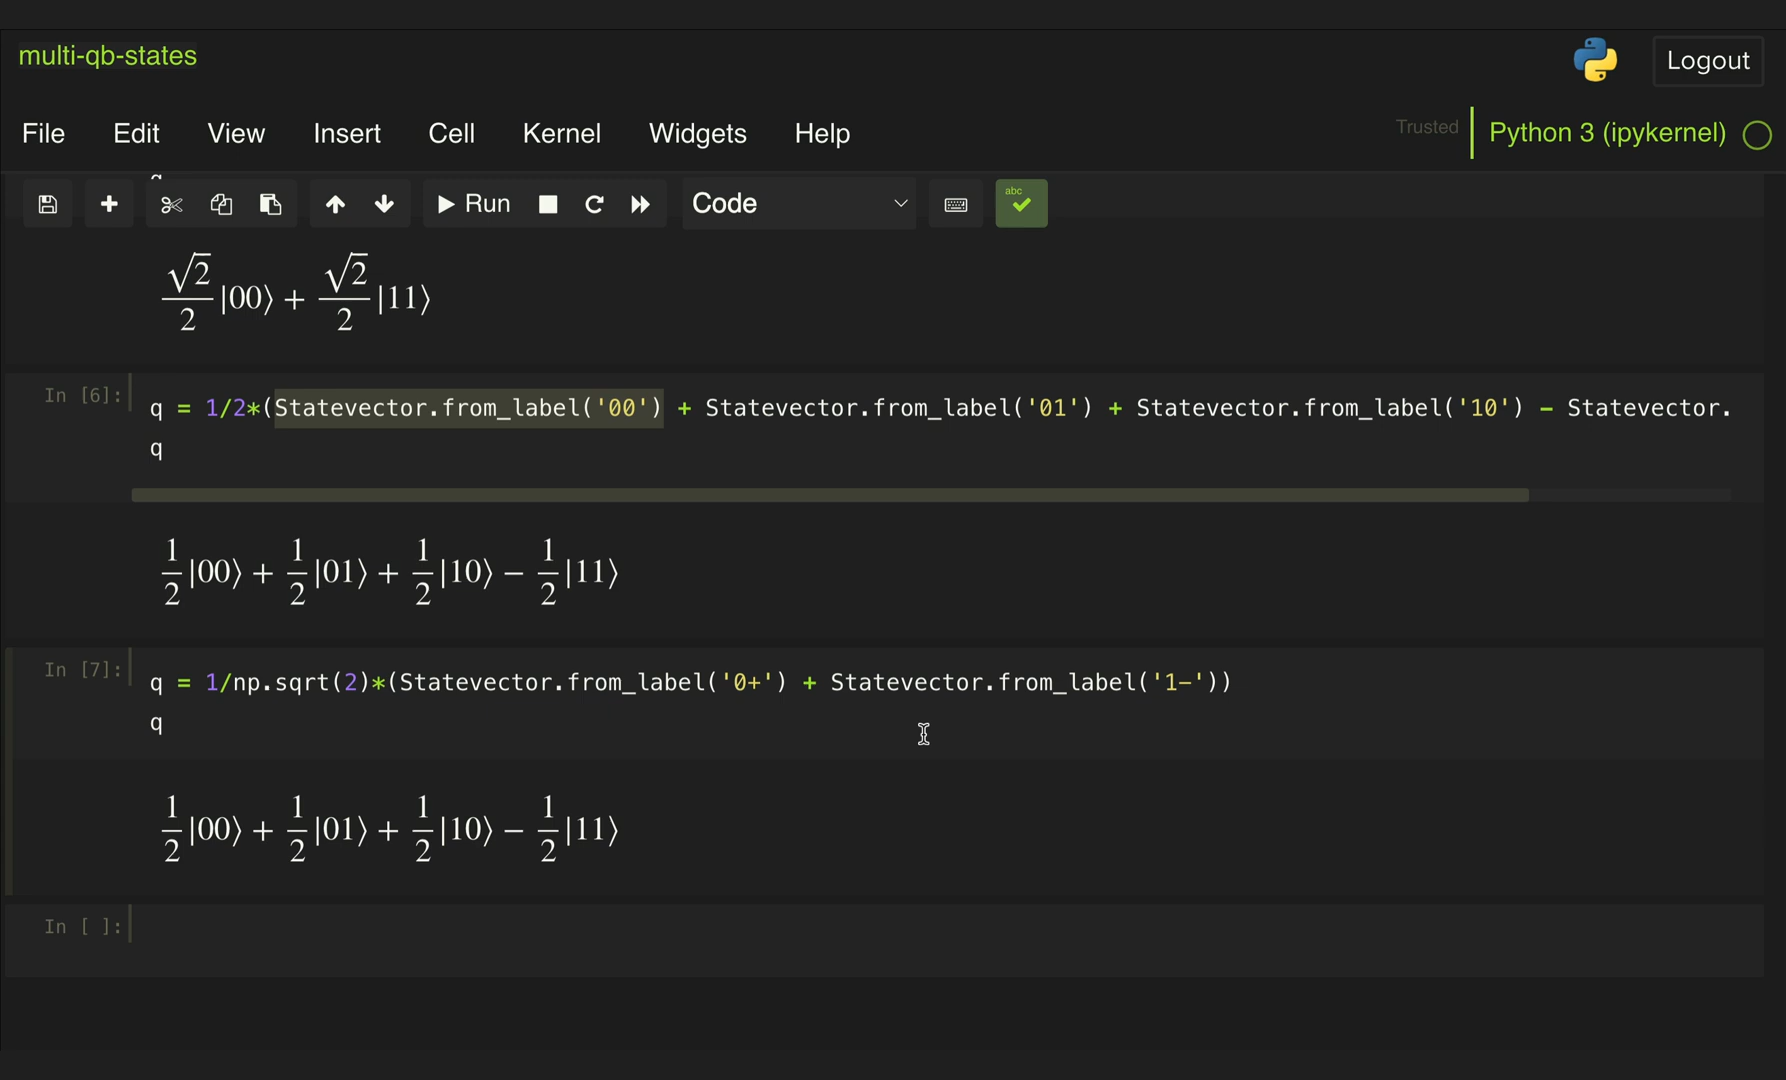 multi-qb-states
Logout
File Edit View Insert Cell Kernel Widgets Help
Trusted Python 3 (ipykernel)
abc
Run Code
√2/2|00⟩ + √2/2|11⟩
In [6]: q = 1/2*(Statevector.from_label('00') + Statevector.from_label('01') + Statevector.from_label('10') - Statevector.
q
1/2|00⟩ + 1/2|01⟩ + 1/2|10⟩ − 1/2|11⟩
In [7]: q = 1/np.sqrt(2)*(Statevector.from_label('0+') + Statevector.from_label('1-'))
q
1/2|00⟩ + 1/2|01⟩ + 1/2|10⟩ − 1/2|11⟩
In [ ]: